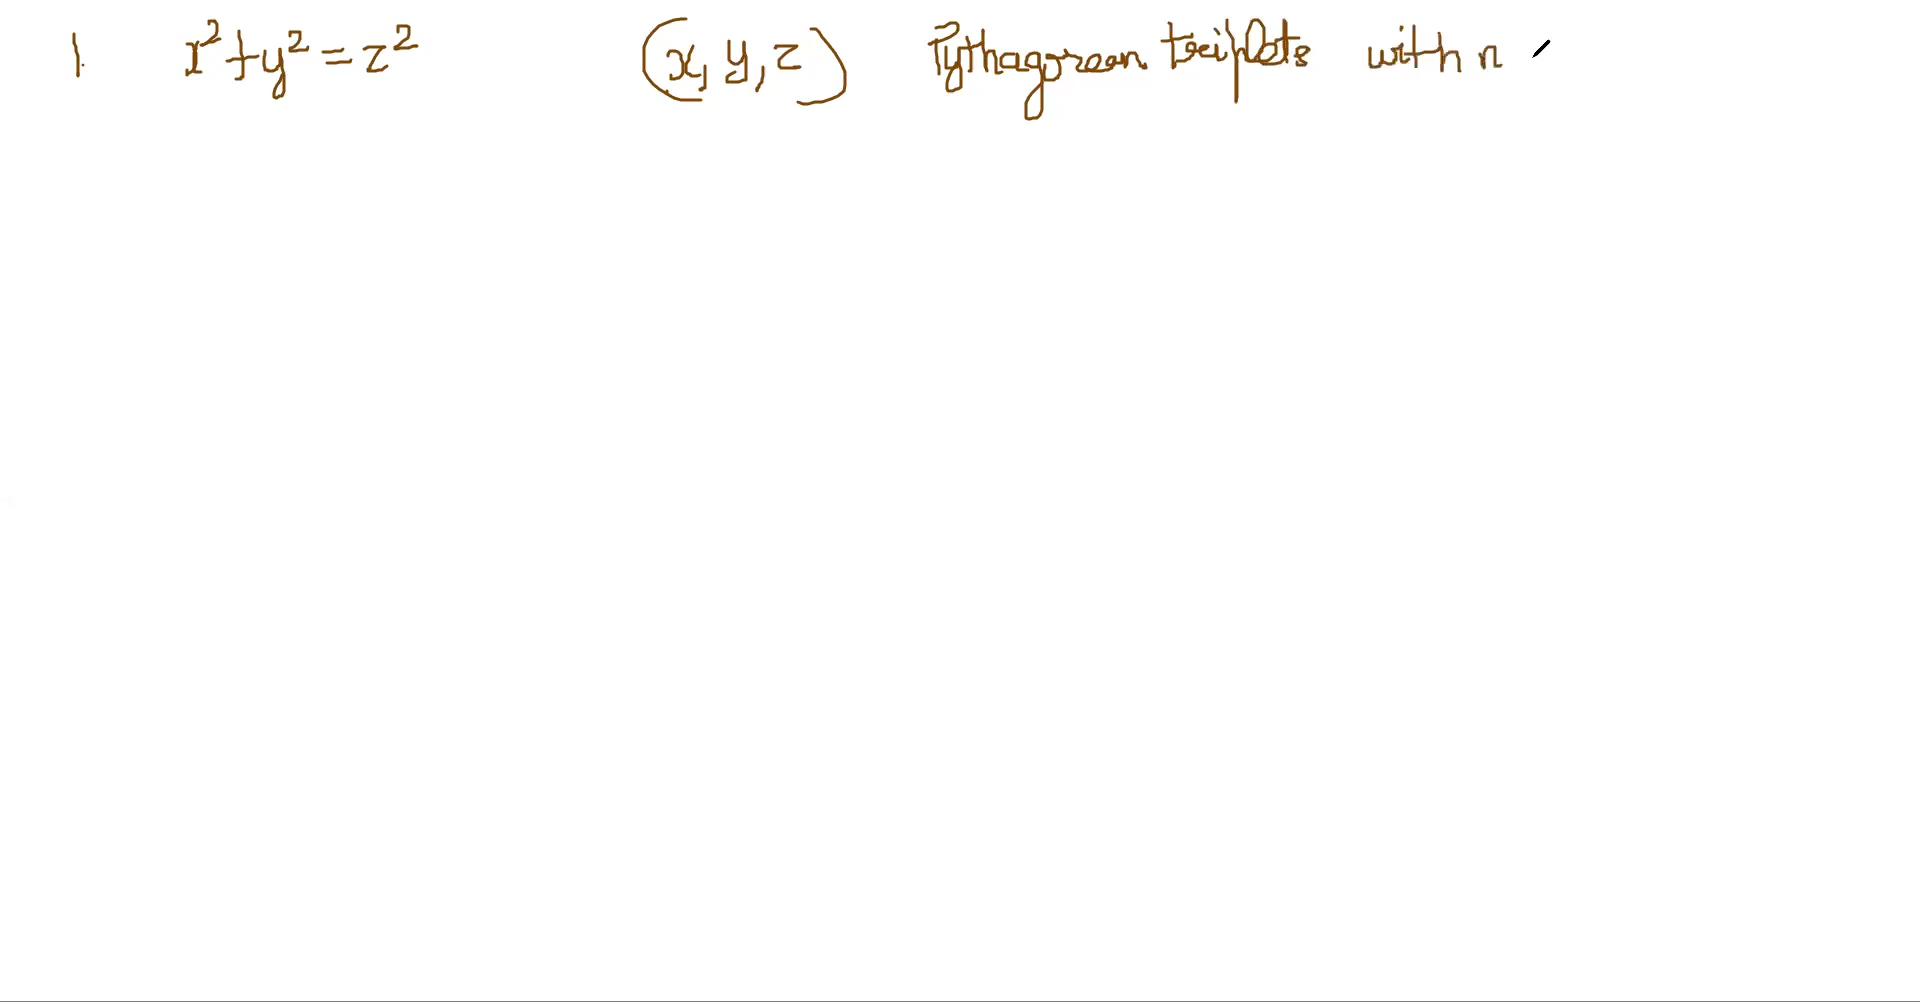 1. x² + y² = z² (x, y, z) Pythagorean triplets with n